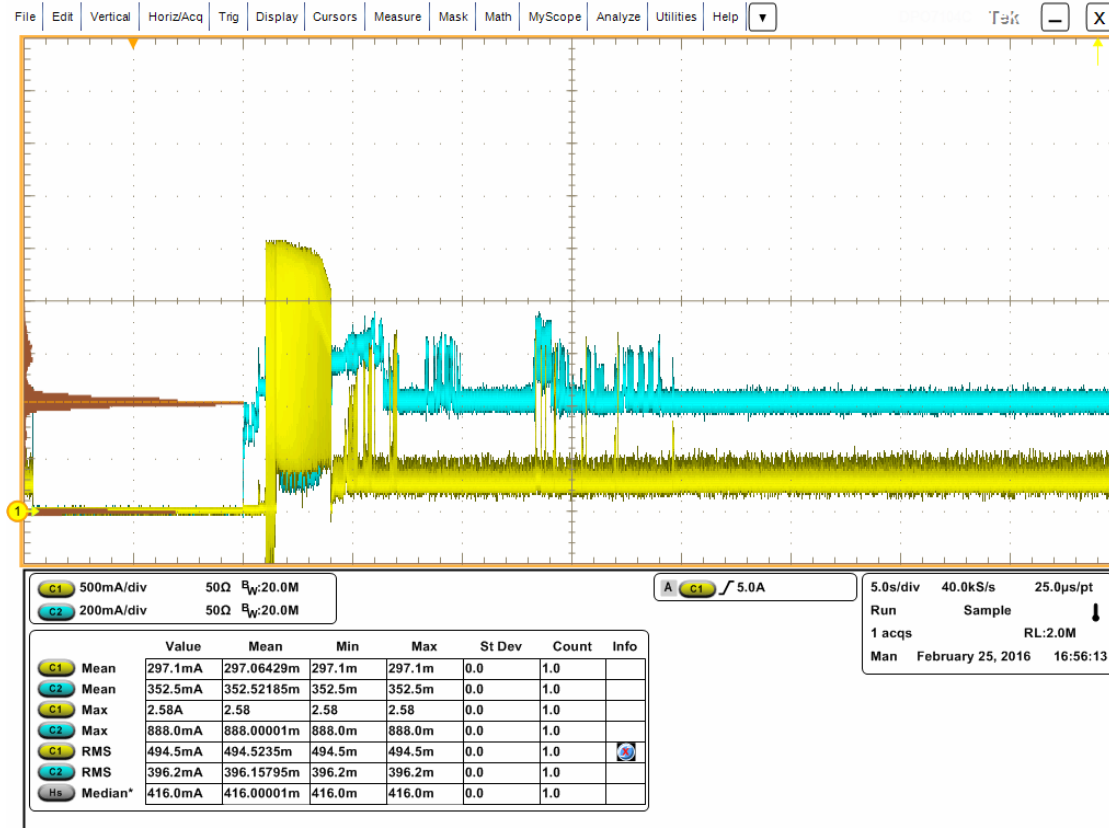 File Edit Vertical Horiz/Acq Trig Display Cursors Measure Mask Math MyScope Analyze Utilities Help ▼ Tek X
1
C1 500mA/div 50Ω BW:20.0M
C2 200mA/div 50Ω BW:20.0M
A C1 5.0A
5.0s/div 40.0kS/s 25.0µs/pt
Run Sample
1 acqs RL:2.0M
Man February 25, 2016 16:56:13
Value Mean Min Max St Dev Count Info
C1 Mean 297.1mA 297.06429m 297.1m 297.1m 0.0 1.0
C2 Mean 352.5mA 352.52185m 352.5m 352.5m 0.0 1.0
C1 Max 2.58A 2.58 2.58 2.58 0.0 1.0
C2 Max 888.0mA 888.00001m 888.0m 888.0m 0.0 1.0
C1 RMS 494.5mA 494.5235m 494.5m 494.5m 0.0 1.0
C2 RMS 396.2mA 396.15795m 396.2m 396.2m 0.0 1.0
Hs Median* 416.0mA 416.00001m 416.0m 416.0m 0.0 1.0